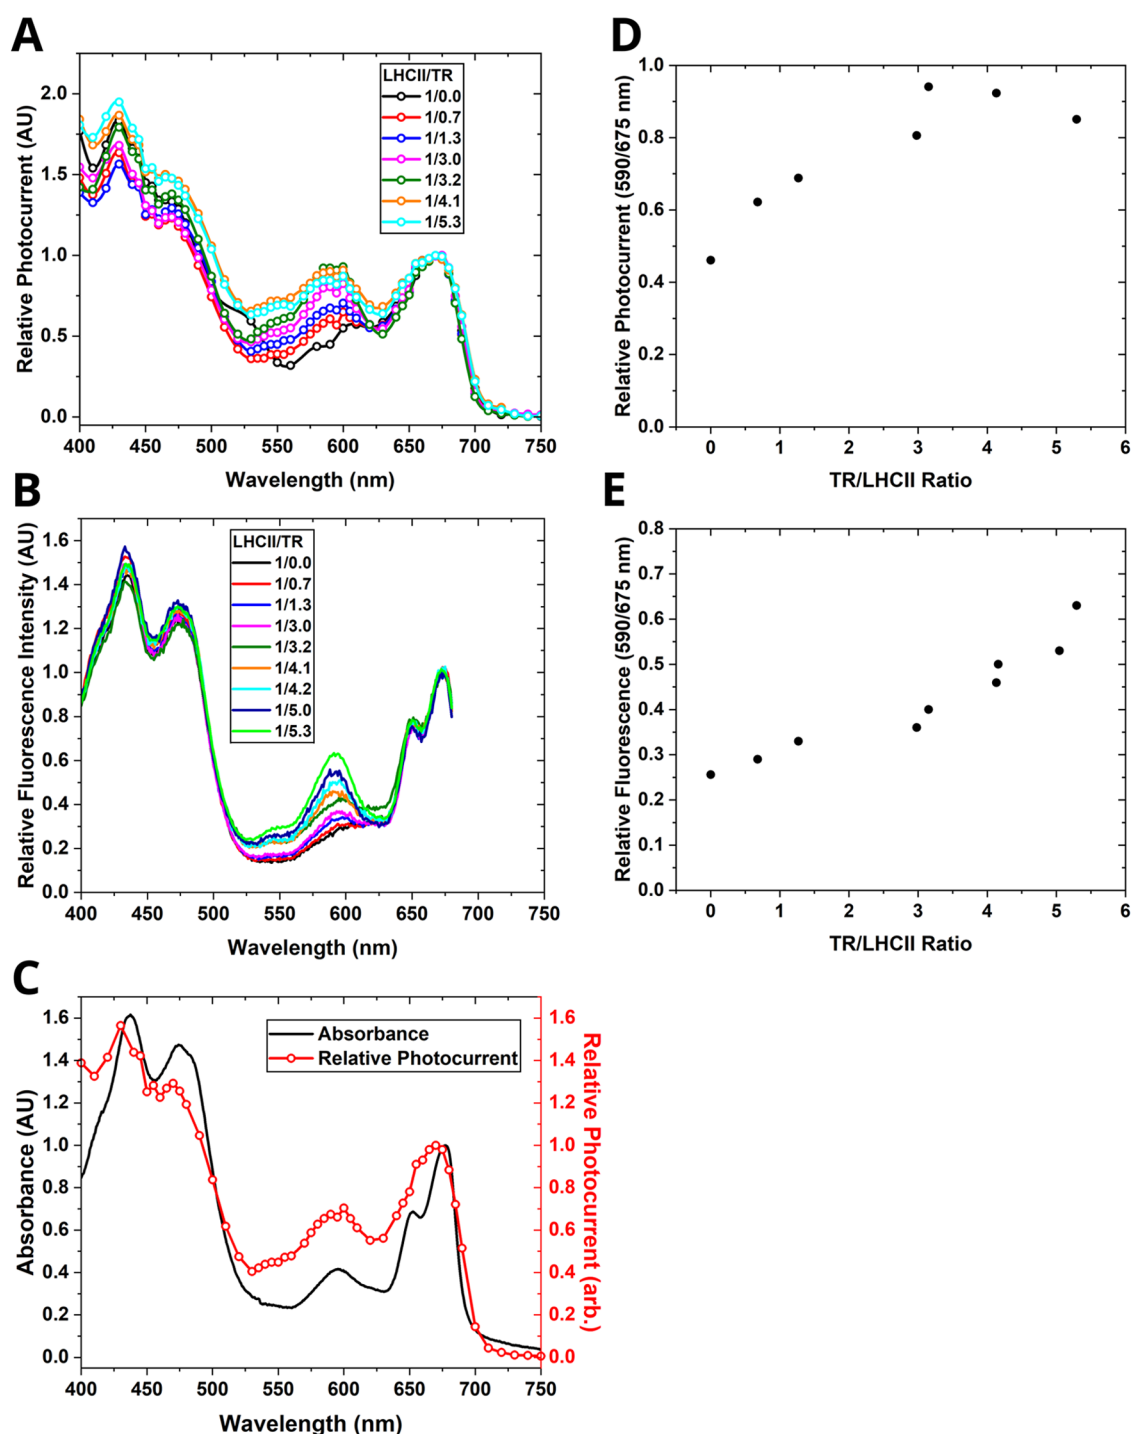 A
Relative Photocurrent (AU)
2.0
1.5
1.0
0.5
0.0
LHCII/TR
1/0.0
1/0.7
1/1.3
1/3.0
1/3.2
1/4.1
1/5.3
400 450 500 550 600 650 700 750
Wavelength (nm)
D
Relative Photocurrent (590/675 nm)
1.0
0.8
0.6
0.4
0.2
0.0
0 1 2 3 4 5 6
TR/LHCII Ratio
B
Relative Fluorescence Intensity (AU)
1.6
1.4
1.2
1.0
0.8
0.6
0.4
0.2
0.0
LHCII/TR
1/0.0
1/0.7
1/1.3
1/3.0
1/3.2
1/4.1
1/4.2
1/5.0
1/5.3
400 450 500 550 600 650 700 750
Wavelength (nm)
E
Relative Fluorescence (590/675 nm)
0.8
0.7
0.6
0.5
0.4
0.3
0.2
0.1
0.0
0 1 2 3 4 5 6
TR/LHCII Ratio
C
Absorbance (AU)
1.6
1.4
1.2
1.0
0.8
0.6
0.4
0.2
0.0
Absorbance
Relative Photocurrent
1.6
1.4
1.2
1.0
0.8
0.6
0.4
0.2
0.0
Relative Photocurrent (arb.)
400 450 500 550 600 650 700 750
Wavelength (nm)